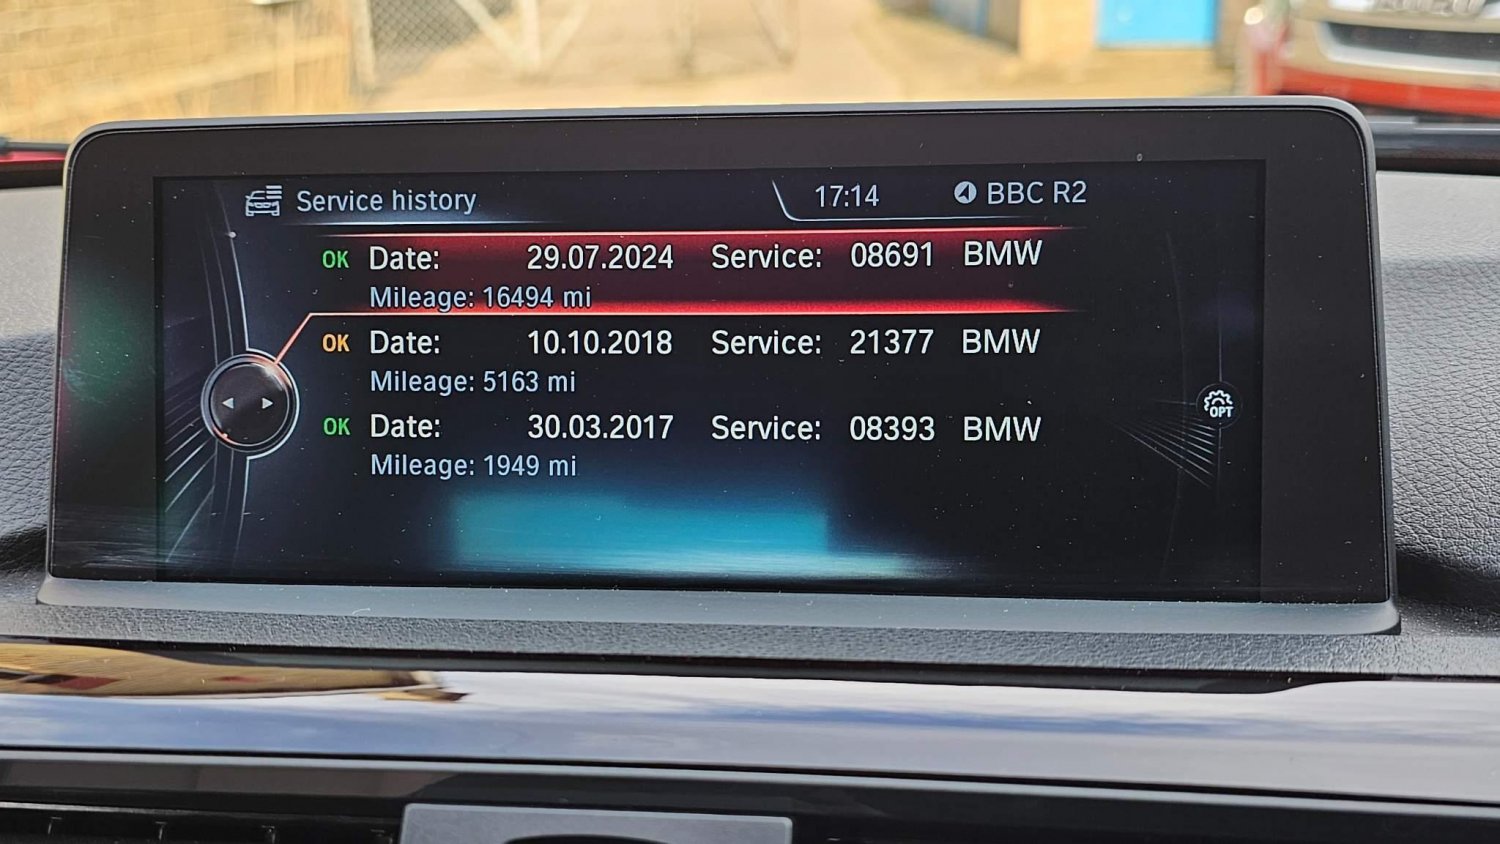 Service history 17:14 BBC R2
OK Date: 29.07.2024 Service: 08691 BMW
Mileage: 16494 mi
OK Date: 10.10.2018 Service: 21377 BMW
Mileage: 5163 mi
OK Date: 30.03.2017 Service: 08393 BMW
Mileage: 1949 mi
OPT